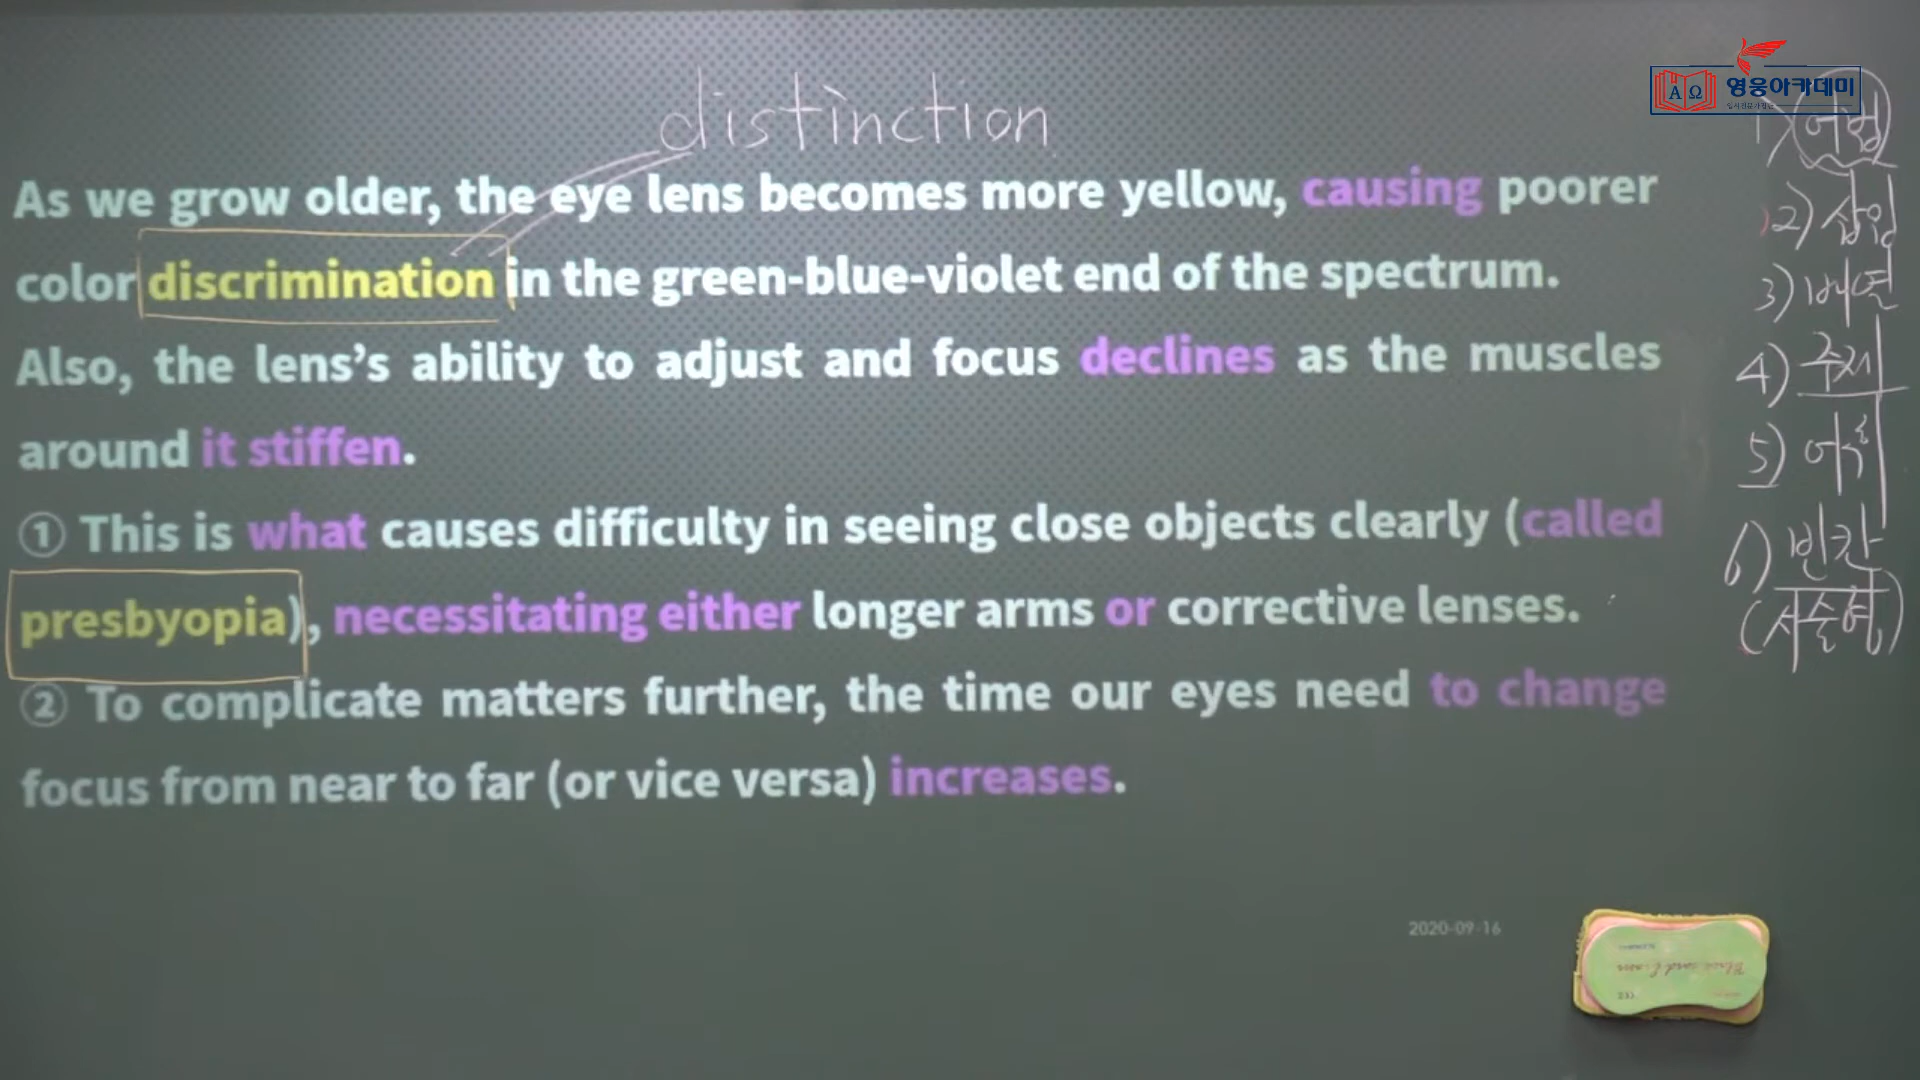 영웅아카데미
distinction
As we grow older, the eye lens becomes more yellow, causing poorer
color discrimination in the green-blue-violet end of the spectrum.
Also, the lens’s ability to adjust and focus declines as the muscles
around it stiffen.
① This is what causes difficulty in seeing close objects clearly (called
presbyopia), necessitating either longer arms or corrective lenses.
② To complicate matters further, the time our eyes need to change
focus from near to far (or vice versa) increases.
1) 어법
2) 삽입
3) 배열
4) 주제
5) 어휘
6) 빈칸
(서술형)
2020-09-16